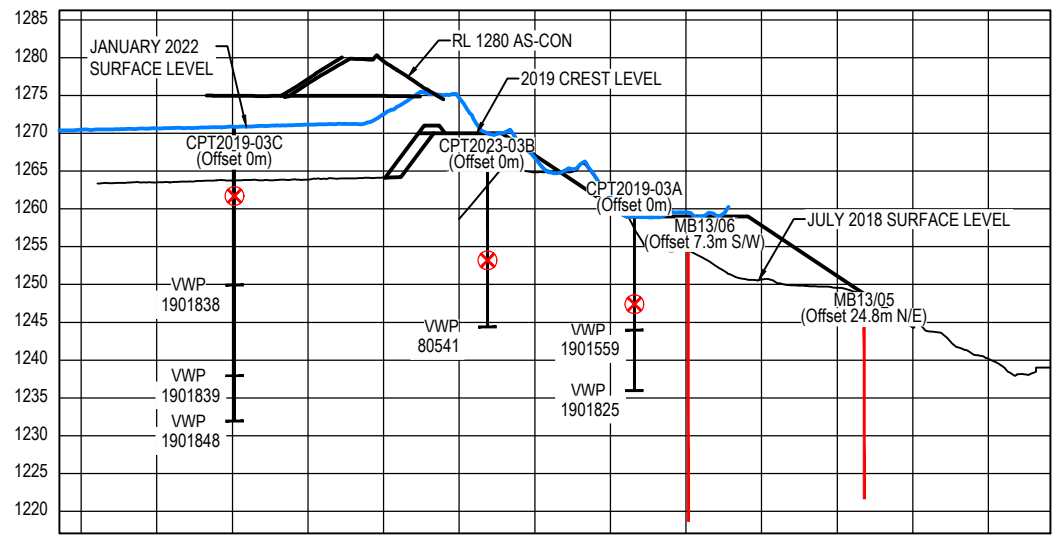 1285
1280
1275
1270
1265
1260
1255
1250
1245
1240
1235
1230
1225
1220
JANUARY 2022
SURFACE LEVEL
RL 1280 AS-CON
2019 CREST LEVEL
CPT2019-03C
(Offset 0m)
CPT2023-03B
(Offset 0m)
CPT2019-03A
(Offset 0m)
MB13/06
(Offset 7.3m S/W)
JULY 2018 SURFACE LEVEL
MB13/05
(Offset 24.8m N/E)
VWP
1901838
VWP
80541
VWP
1901559
VWP
1901839
VWP
1901825
VWP
1901848